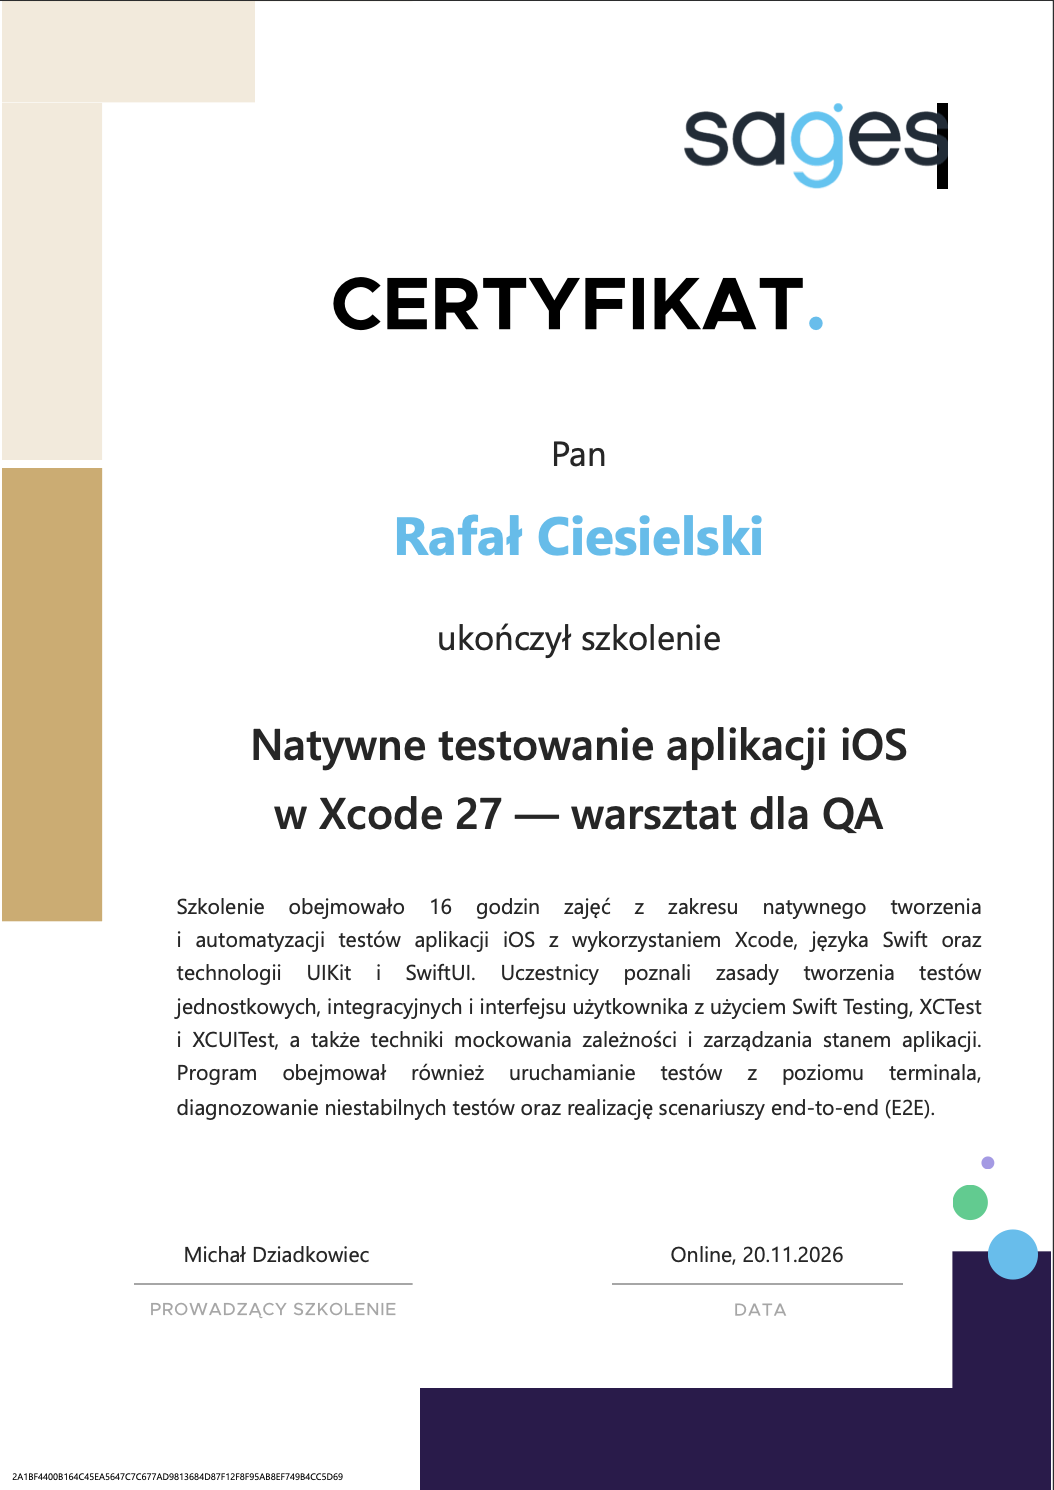 sages
CERTYFIKAT.
Pan
Rafał Ciesielski
ukończył szkolenie
Natywne testowanie aplikacji iOS
w Xcode 27 — warsztat dla QA
Szkolenie obejmowało 16 godzin zajęć z zakresu natywnego tworzenia
i automatyzacji testów aplikacji iOS z wykorzystaniem Xcode, języka Swift oraz
technologii UIKit i SwiftUI. Uczestnicy poznali zasady tworzenia testów
jednostkowych, integracyjnych i interfejsu użytkownika z użyciem Swift Testing, XCTest
i XCUITest, a także techniki mockowania zależności i zarządzania stanem aplikacji.
Program obejmował również uruchamianie testów z poziomu terminala,
diagnozowanie niestabilnych testów oraz realizację scenariuszy end-to-end (E2E).
Michał Dziadkowiec
PROWADZĄCY SZKOLENIE
Online, 20.11.2026
DATA
2A1BF4400B164C45EA5647C7C677AD9813684D87F12F8F95AB8EF749B4CC5D69